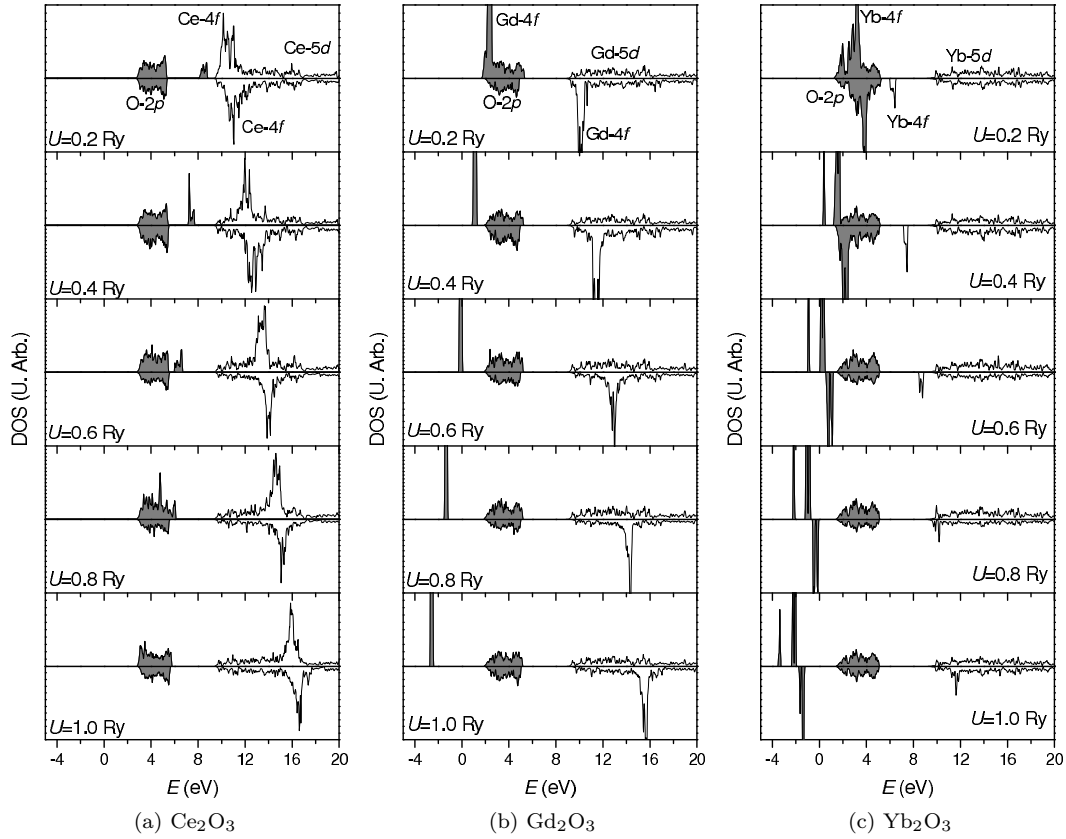 Ce-4f
Ce-5d
O-2p
Ce-4f
U=0.2 Ry
U=0.4 Ry
U=0.6 Ry
U=0.8 Ry
U=1.0 Ry
DOS (U. Arb.)
-4 0 4 8 12 16 20
E (eV)
(a) Ce₂O₃
Gd-4f
Gd-5d
O-2p
Gd-4f
U=0.2 Ry
U=0.4 Ry
U=0.6 Ry
U=0.8 Ry
U=1.0 Ry
DOS (U. Arb.)
-4 0 4 8 12 16 20
E (eV)
(b) Gd₂O₃
Yb-4f
Yb-5d
O-2p
Yb-4f
U=0.2 Ry
U=0.4 Ry
U=0.6 Ry
U=0.8 Ry
U=1.0 Ry
DOS (U. Arb.)
-4 0 4 8 12 16 20
E (eV)
(c) Yb₂O₃